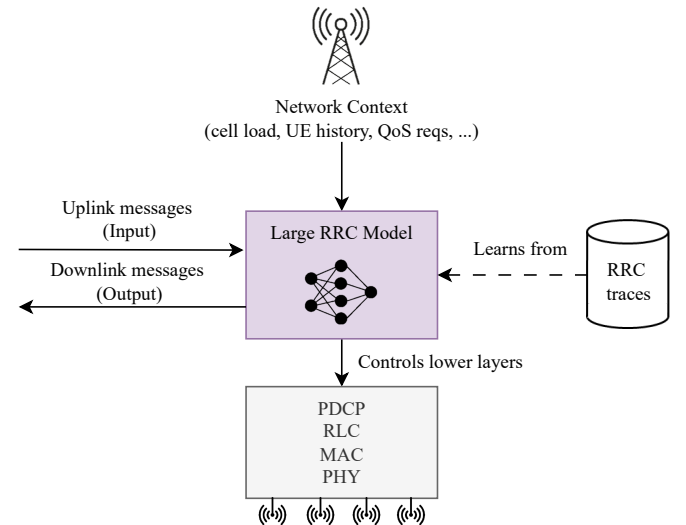 Network Context
(cell load, UE history, QoS reqs, ...)
Uplink messages
(Input)
Large RRC Model
Downlink messages
(Output)
Learns from
RRC
traces
Controls lower layers
PDCP
RLC
MAC
PHY